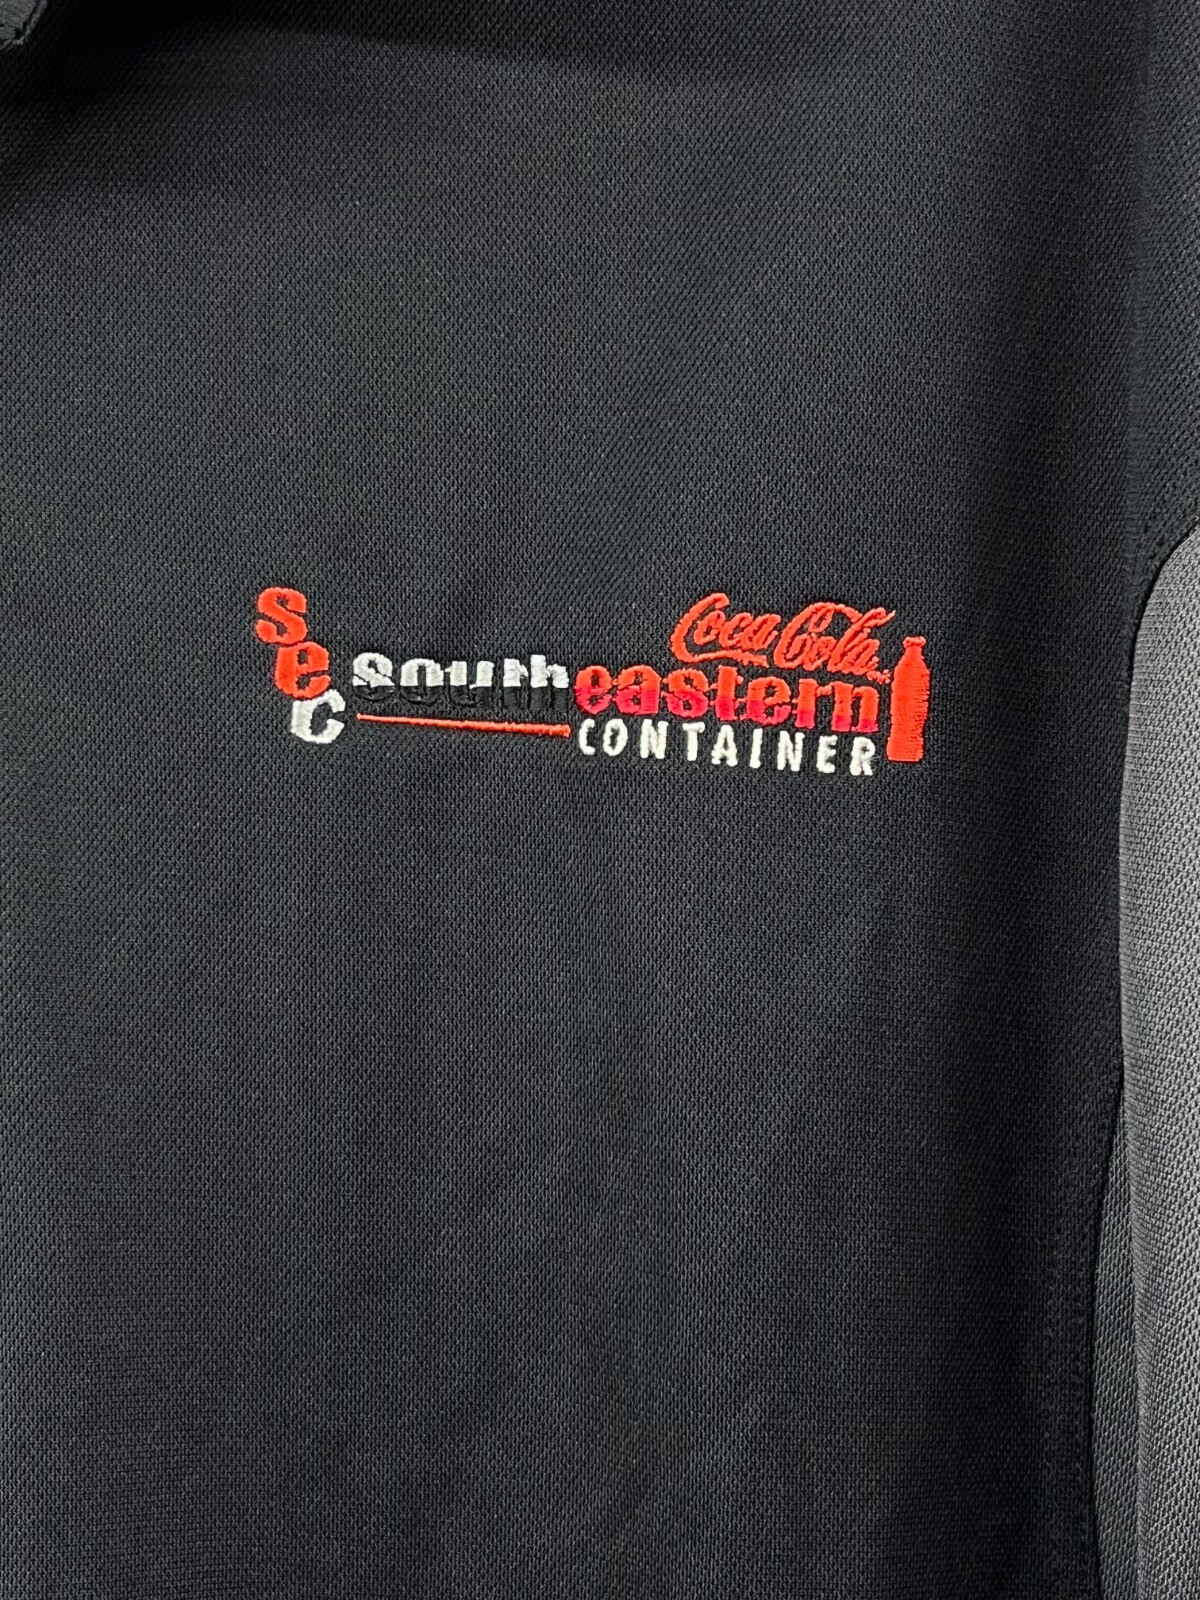 sec
Coca-Cola
southeastern
CONTAINER